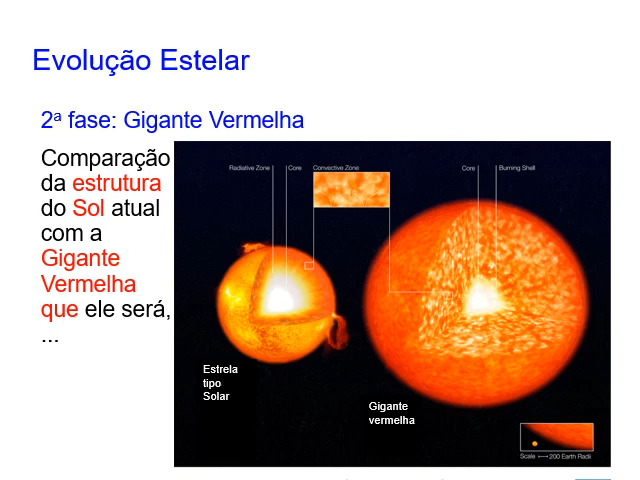 Evolução Estelar
2ª fase: Gigante Vermelha
Comparação
da estrutura
do Sol atual
com a
Gigante
Vermelha
que ele será,
...
Radiative Zone
Core
Convective Zone
Core
Burning Shell
Estrela
tipo
Solar
Gigante
vermelha
Scale ⟷ 200 Earth Radii